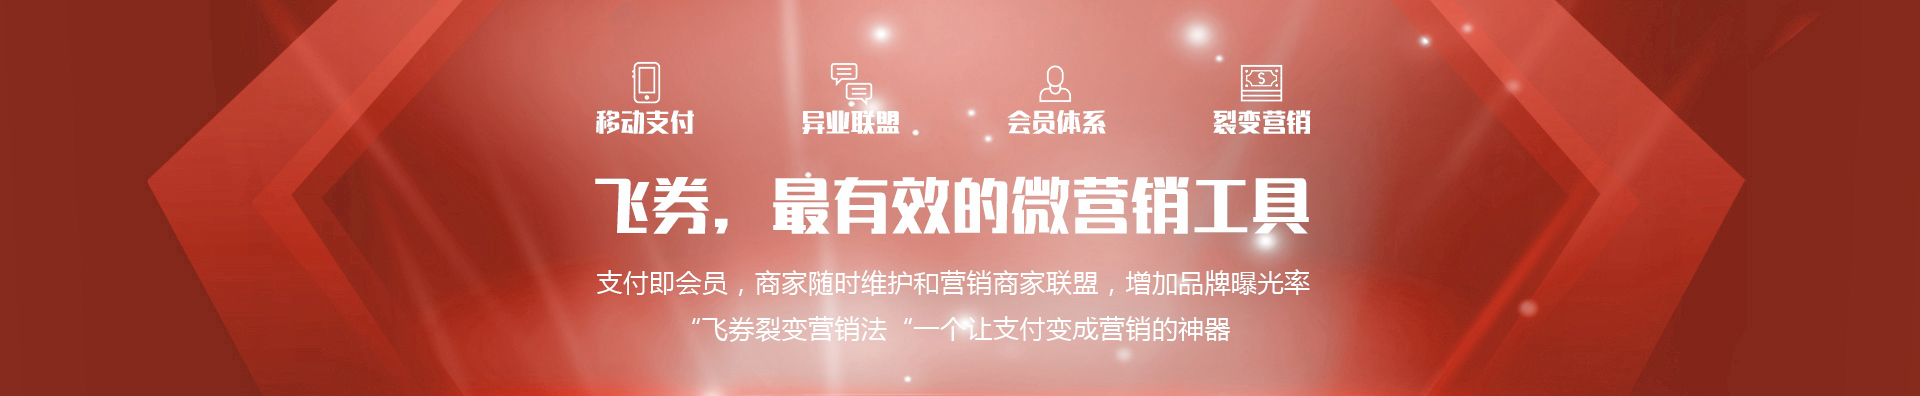 移动支付 异业联盟 会员体系 裂变营销
飞券，最有效的微营销工具
支付即会员，商家随时维护和营销商家联盟，增加品牌曝光率
“飞券裂变营销法“一个让支付变成营销的神器